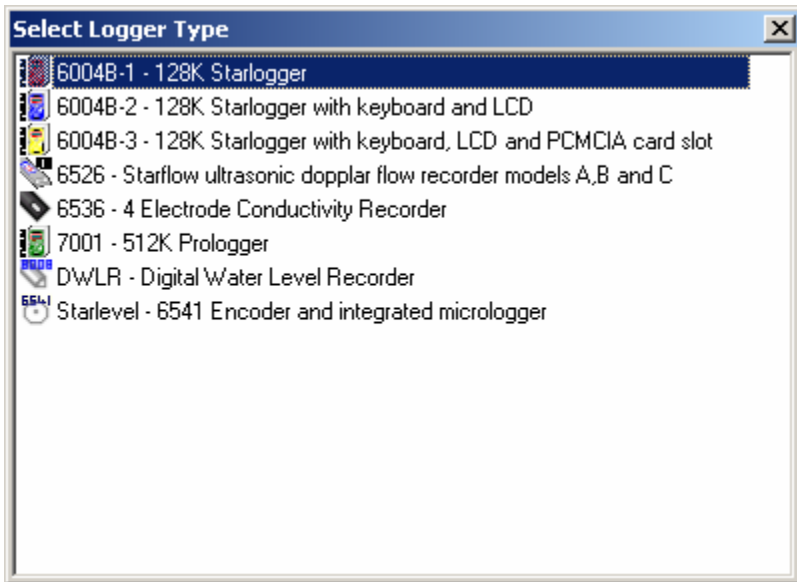 Select Logger Type
6004B-1 - 128K Starlogger
6004B-2 - 128K Starlogger with keyboard and LCD
6004B-3 - 128K Starlogger with keyboard, LCD and PCMCIA card slot
6526 - Starflow ultrasonic dopplar flow recorder models A,B and C
6536 - 4 Electrode Conductivity Recorder
7001 - 512K Prologger
DWLR - Digital Water Level Recorder
Starlevel - 6541 Encoder and integrated micrologger